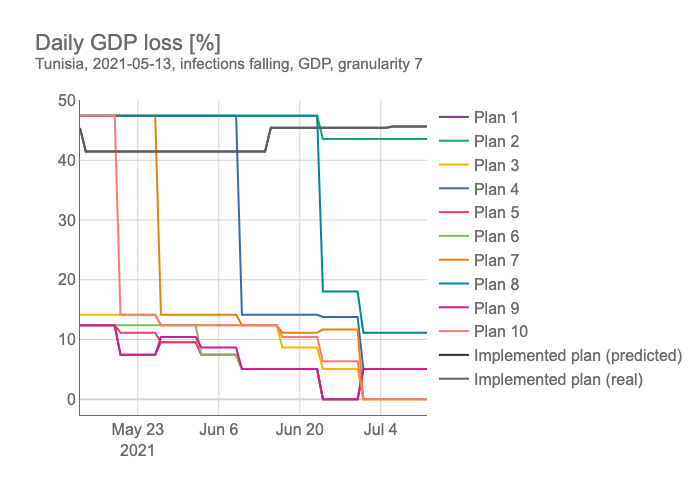 Daily GDP loss [%]
Tunisia, 2021-05-13, infections falling, GDP, granularity 7
50
40
30
20
10
0
May 23
2021
Jun 6
Jun 20
Jul 4
Plan 1
Plan 2
Plan 3
Plan 4
Plan 5
Plan 6
Plan 7
Plan 8
Plan 9
Plan 10
Implemented plan (predicted)
Implemented plan (real)